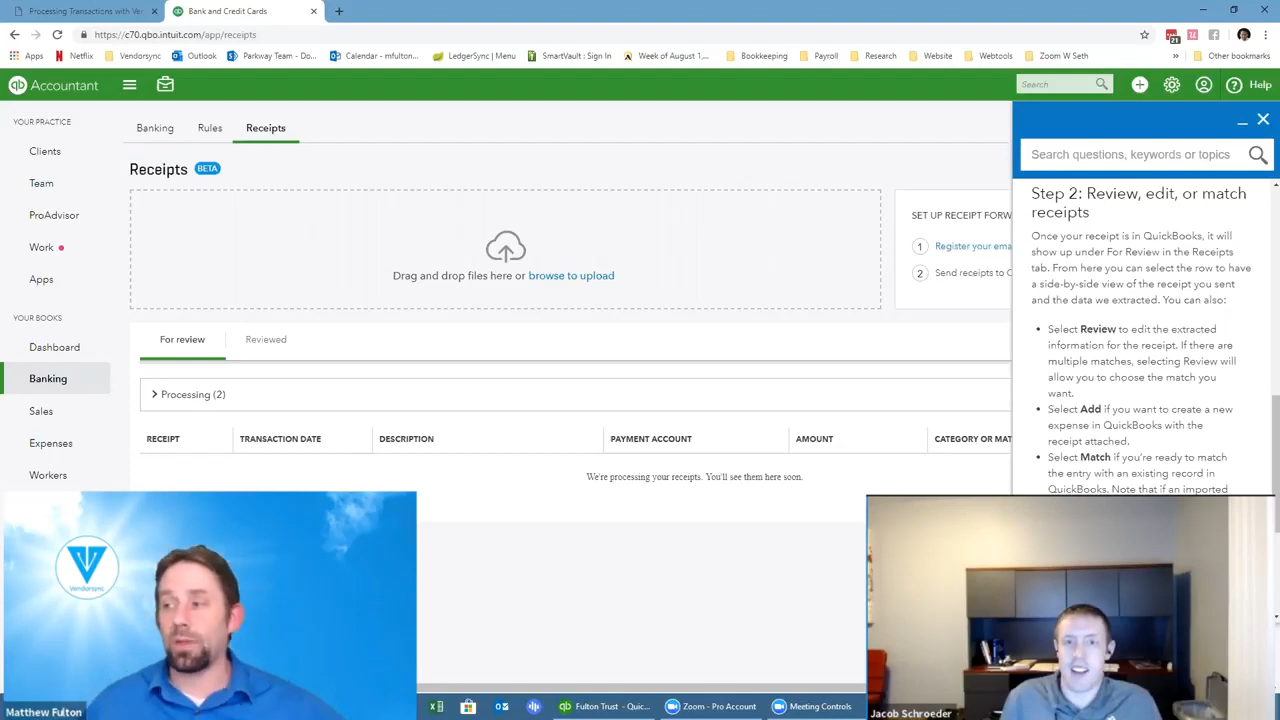 Processing Transactions with Ve
Bank and Credit Cards
https://c70.qbo.intuit.com/app/receipts
Apps
Netflix
Vendorsync
Outlook
Parkway Team - Do...
Calendar - mfulton...
LedgerSync | Menu
SmartVault : Sign In
Week of August 1,...
Bookkeeping
Payroll
Research
Website
Webtools
Zoom W Seth
»
Other bookmarks
qb Accountant
Search
Help
YOUR PRACTICE
Clients
Team
ProAdvisor
Work
Apps
YOUR BOOKS
Dashboard
Banking
Sales
Expenses
Workers
Banking Rules Receipts
Receipts BETA
Drag and drop files here or browse to upload
SET UP RECEIPT FORW
1 Register your ema
2 Send receipts to Q
For review Reviewed
Processing (2)
RECEIPT TRANSACTION DATE DESCRIPTION PAYMENT ACCOUNT AMOUNT CATEGORY OR MAT
We're processing your receipts. You'll see them here soon.
Search questions, keywords or topics
Step 2: Review, edit, or match
receipts
Once your receipt is in QuickBooks, it will
show up under For Review in the Receipts
tab. From here you can select the row to have
a side-by-side view of the receipt you sent
and the data we extracted. You can also:
• Select Review to edit the extracted
information for the receipt. If there are
multiple matches, selecting Review will
allow you to choose the match you
want.
• Select Add if you want to create a new
expense in QuickBooks with the
receipt attached.
• Select Match if you're ready to match
the entry with an existing record in
QuickBooks. Note that if an imported
Vendorsync
Matthew Fulton
Fulton Trust - Quic...
Zoom - Pro Account
Meeting Controls
Jacob Schroeder